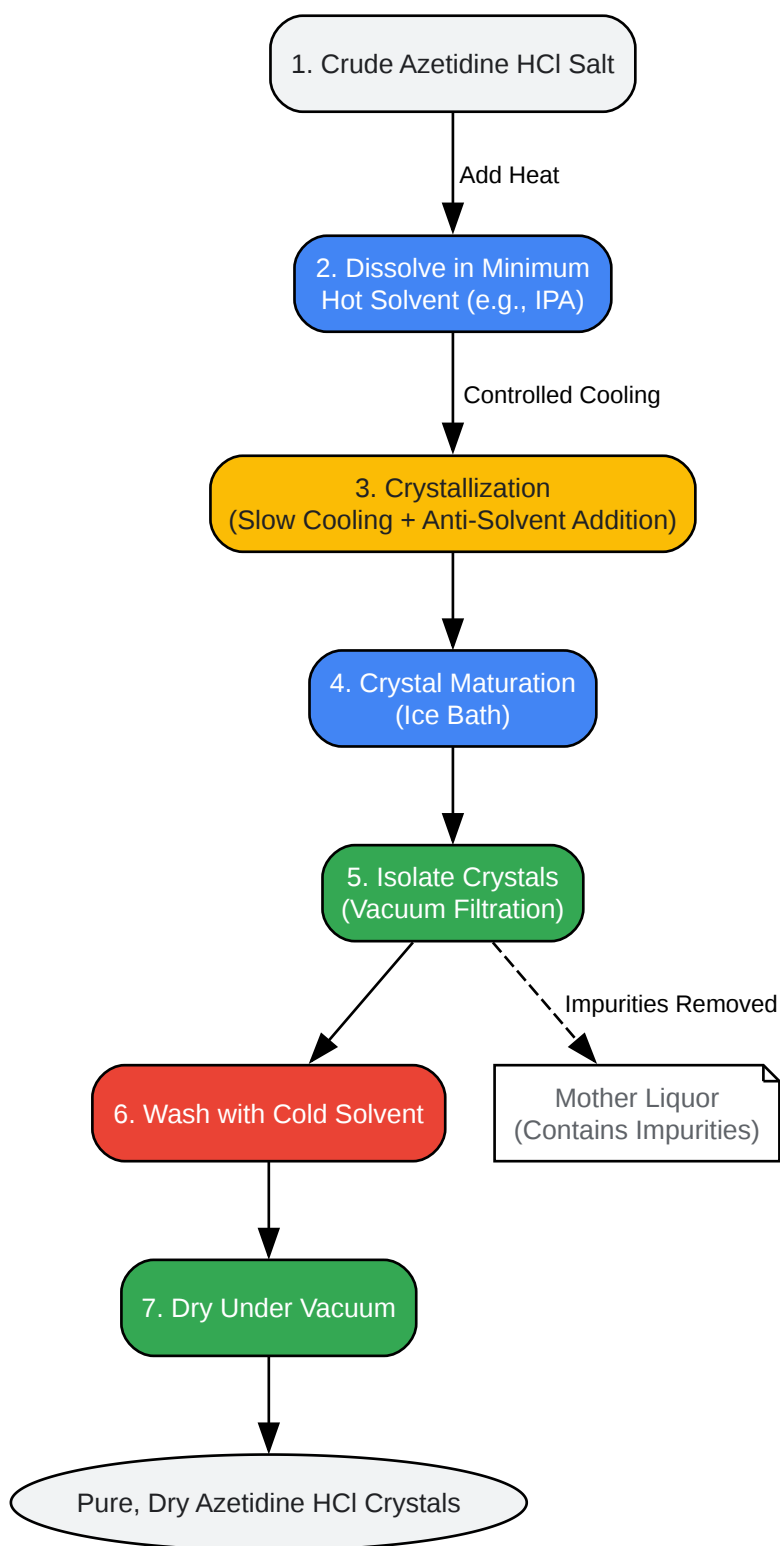 1. Crude Azetidine HCl Salt
Add Heat
2. Dissolve in Minimum
Hot Solvent (e.g., IPA)
Controlled Cooling
3. Crystallization
(Slow Cooling + Anti-Solvent Addition)
4. Crystal Maturation
(Ice Bath)
5. Isolate Crystals
(Vacuum Filtration)
Impurities Removed
6. Wash with Cold Solvent
Mother Liquor
(Contains Impurities)
7. Dry Under Vacuum
Pure, Dry Azetidine HCl Crystals